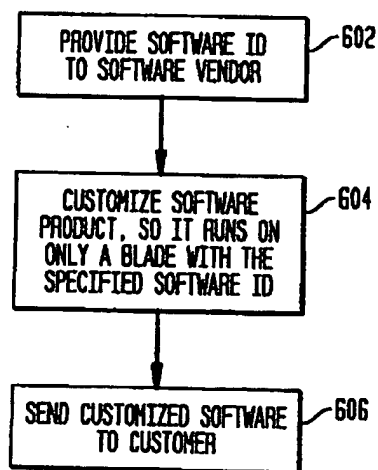 PROVIDE SOFTWARE ID
TO SOFTWARE VENDOR
602
CUSTOMIZE SOFTWARE
PRODUCT, SO IT RUNS ON
ONLY A BLADE WITH THE
SPECIFIED SOFTWARE ID
604
SEND CUSTOMIZED SOFTWARE
TO CUSTOMER
606